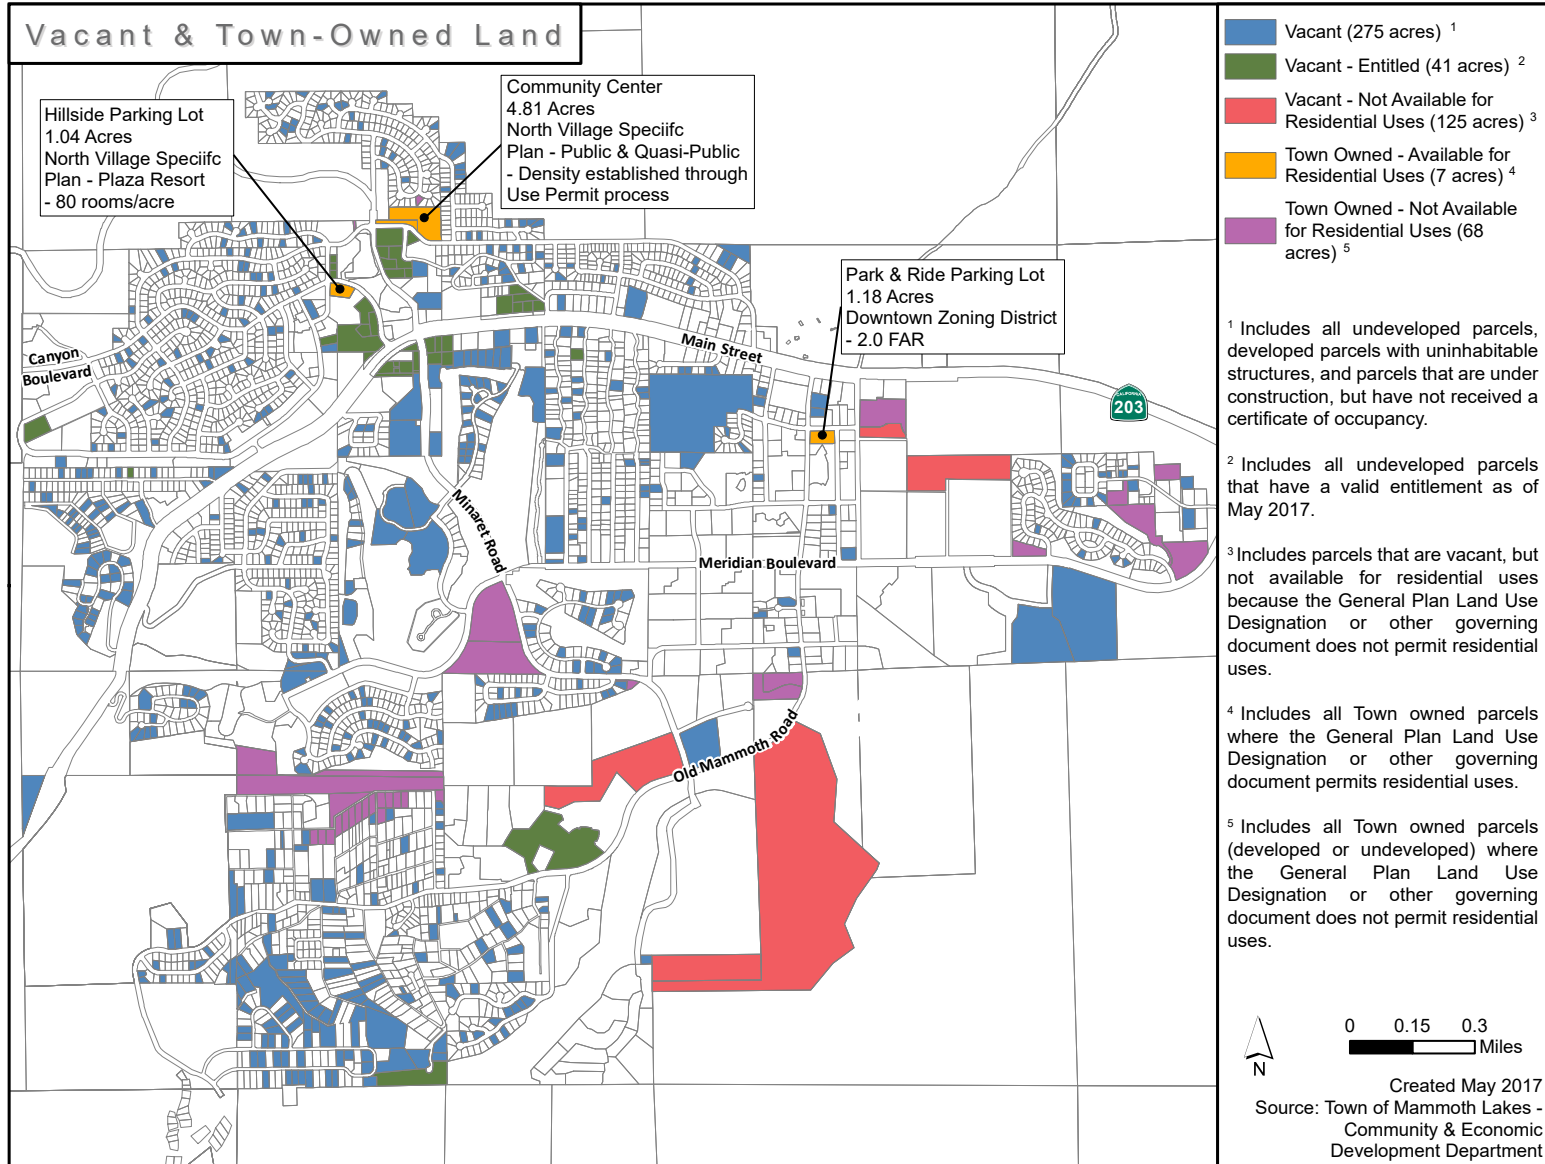 Vacant & Town-Owned Land
Hillside Parking Lot
1.04 Acres
North Village Speciifc
Plan - Plaza Resort
- 80 rooms/acre
Community Center
4.81 Acres
North Village Speciifc
Plan - Public & Quasi-Public
- Density established through
Use Permit process
Park & Ride Parking Lot
1.18 Acres
Downtown Zoning District
- 2.0 FAR
Canyon
Boulevard
Main Street
CALIFORNIA
203
Minaret Road
Meridian Boulevard
Old Mammoth Road
Vacant (275 acres) 1
Vacant - Entitled (41 acres) 2
Vacant - Not Available for
Residential Uses (125 acres) 3
Town Owned - Available for
Residential Uses (7 acres) 4
Town Owned - Not Available
for Residential Uses (68
acres) 5
1 Includes all undeveloped parcels,
developed parcels with uninhabitable
structures, and parcels that are under
construction, but have not received a
certificate of occupancy.
2 Includes all undeveloped parcels
that have a valid entitlement as of
May 2017.
3 Includes parcels that are vacant, but
not available for residential uses
because the General Plan Land Use
Designation or other governing
document does not permit residential
uses.
4 Includes all Town owned parcels
where the General Plan Land Use
Designation or other governing
document permits residential uses.
5 Includes all Town owned parcels
(developed or undeveloped) where
the General Plan Land Use
Designation or other governing
document does not permit residential
uses.
N
0 0.15 0.3
Miles
Created May 2017
Source: Town of Mammoth Lakes -
Community & Economic
Development Department